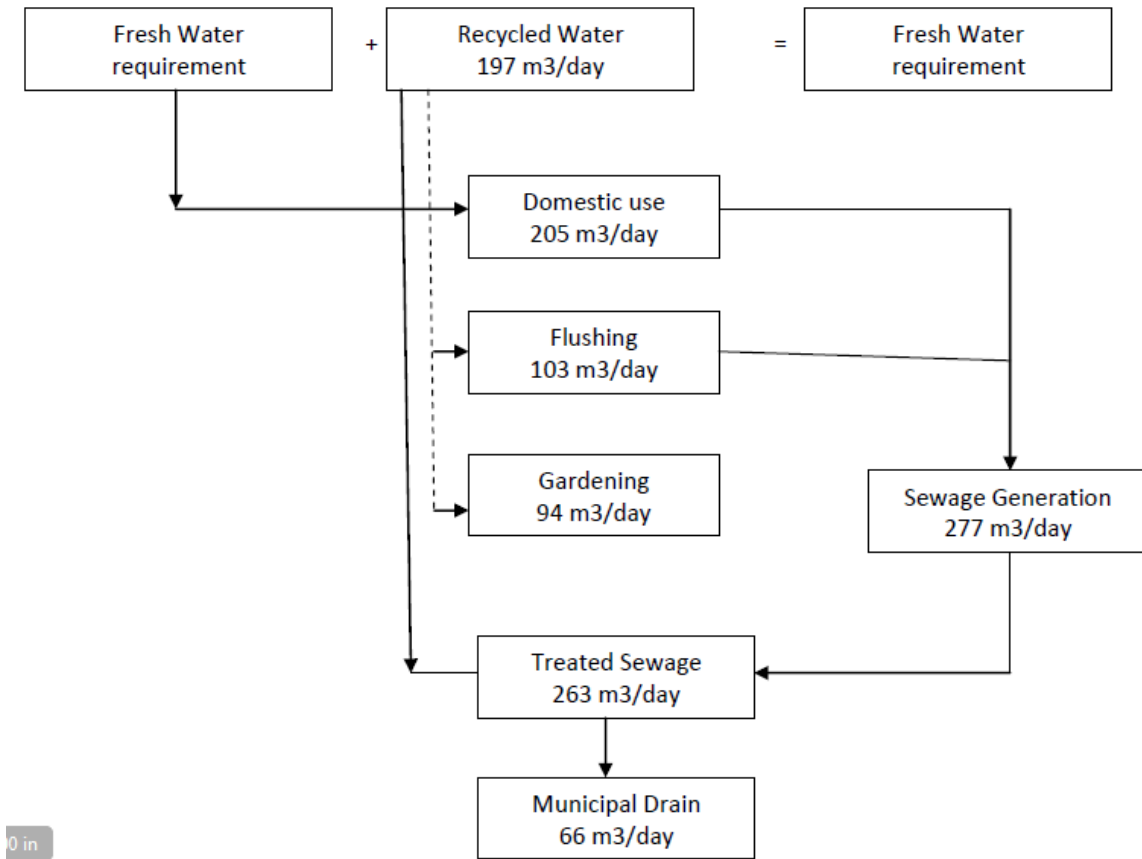 Fresh Water
requirement
+
Recycled Water
197 m3/day
=
Fresh Water
requirement
Domestic use
205 m3/day
Flushing
103 m3/day
Gardening
94 m3/day
Sewage Generation
277 m3/day
Treated Sewage
263 m3/day
Municipal Drain
66 m3/day
0 in